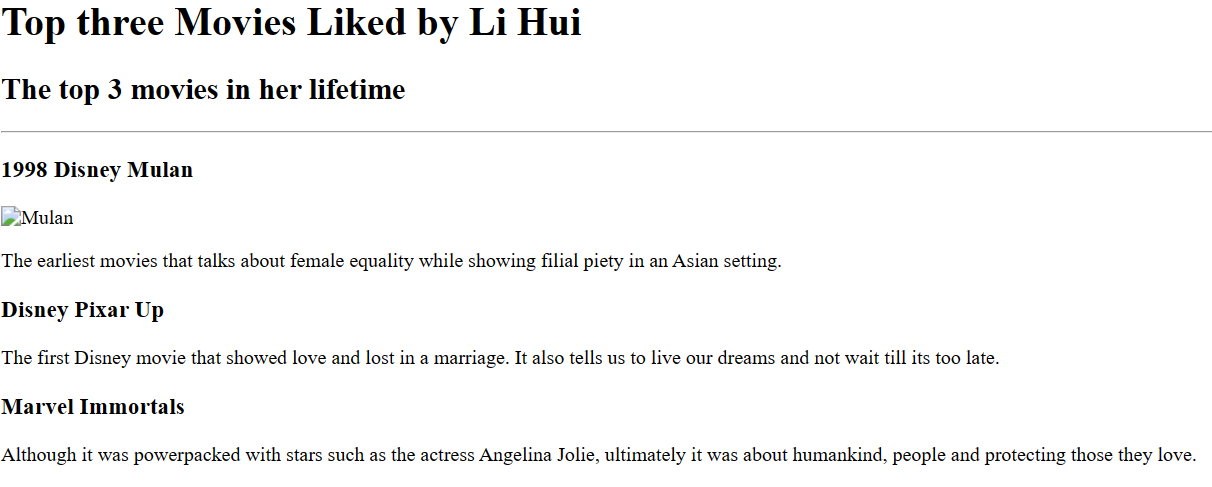 Top three Movies Liked by Li Hui
The top 3 movies in her lifetime
1998 Disney Mulan
Mulan
The earliest movies that talks about female equality while showing filial piety in an Asian setting.
Disney Pixar Up
The first Disney movie that showed love and lost in a marriage. It also tells us to live our dreams and not wait till its too late.
Marvel Immortals
Although it was powerpacked with stars such as the actress Angelina Jolie, ultimately it was about humankind, people and protecting those they love.